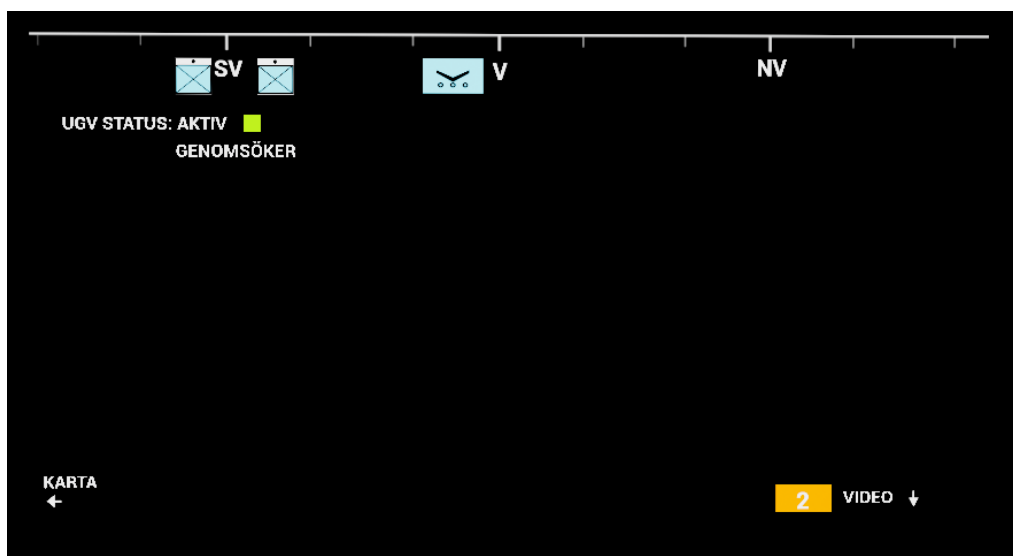 SV
V
NV
UGV STATUS: AKTIV
GENOMSÖKER
KARTA
2 VIDEO